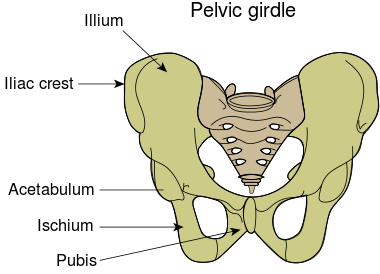 Pelvic girdle
Illium
Iliac crest
Acetabulum
Ischium
Pubis